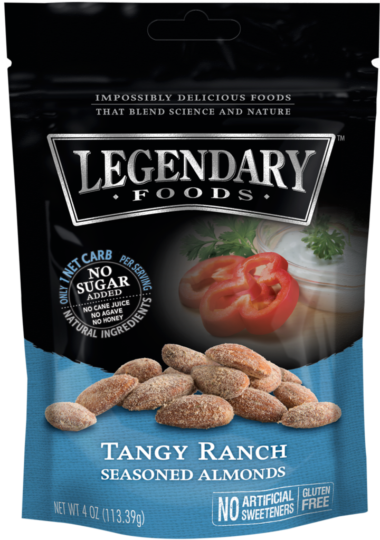 IMPOSSIBLY DELICIOUS FOODS
THAT BLEND SCIENCE AND NATURE
LEGENDARY™
• FOODS •
ONLY 1 NET CARB PER SERVING
NO
SUGAR
ADDED
NO CANE JUICE
NO AGAVE
NO HONEY
NATURAL INGREDIENTS
TANGY RANCH
SEASONED ALMONDS
NET WT 4 OZ (113.39g)
NO ARTIFICIAL
SWEETENERS
GLUTEN
FREE